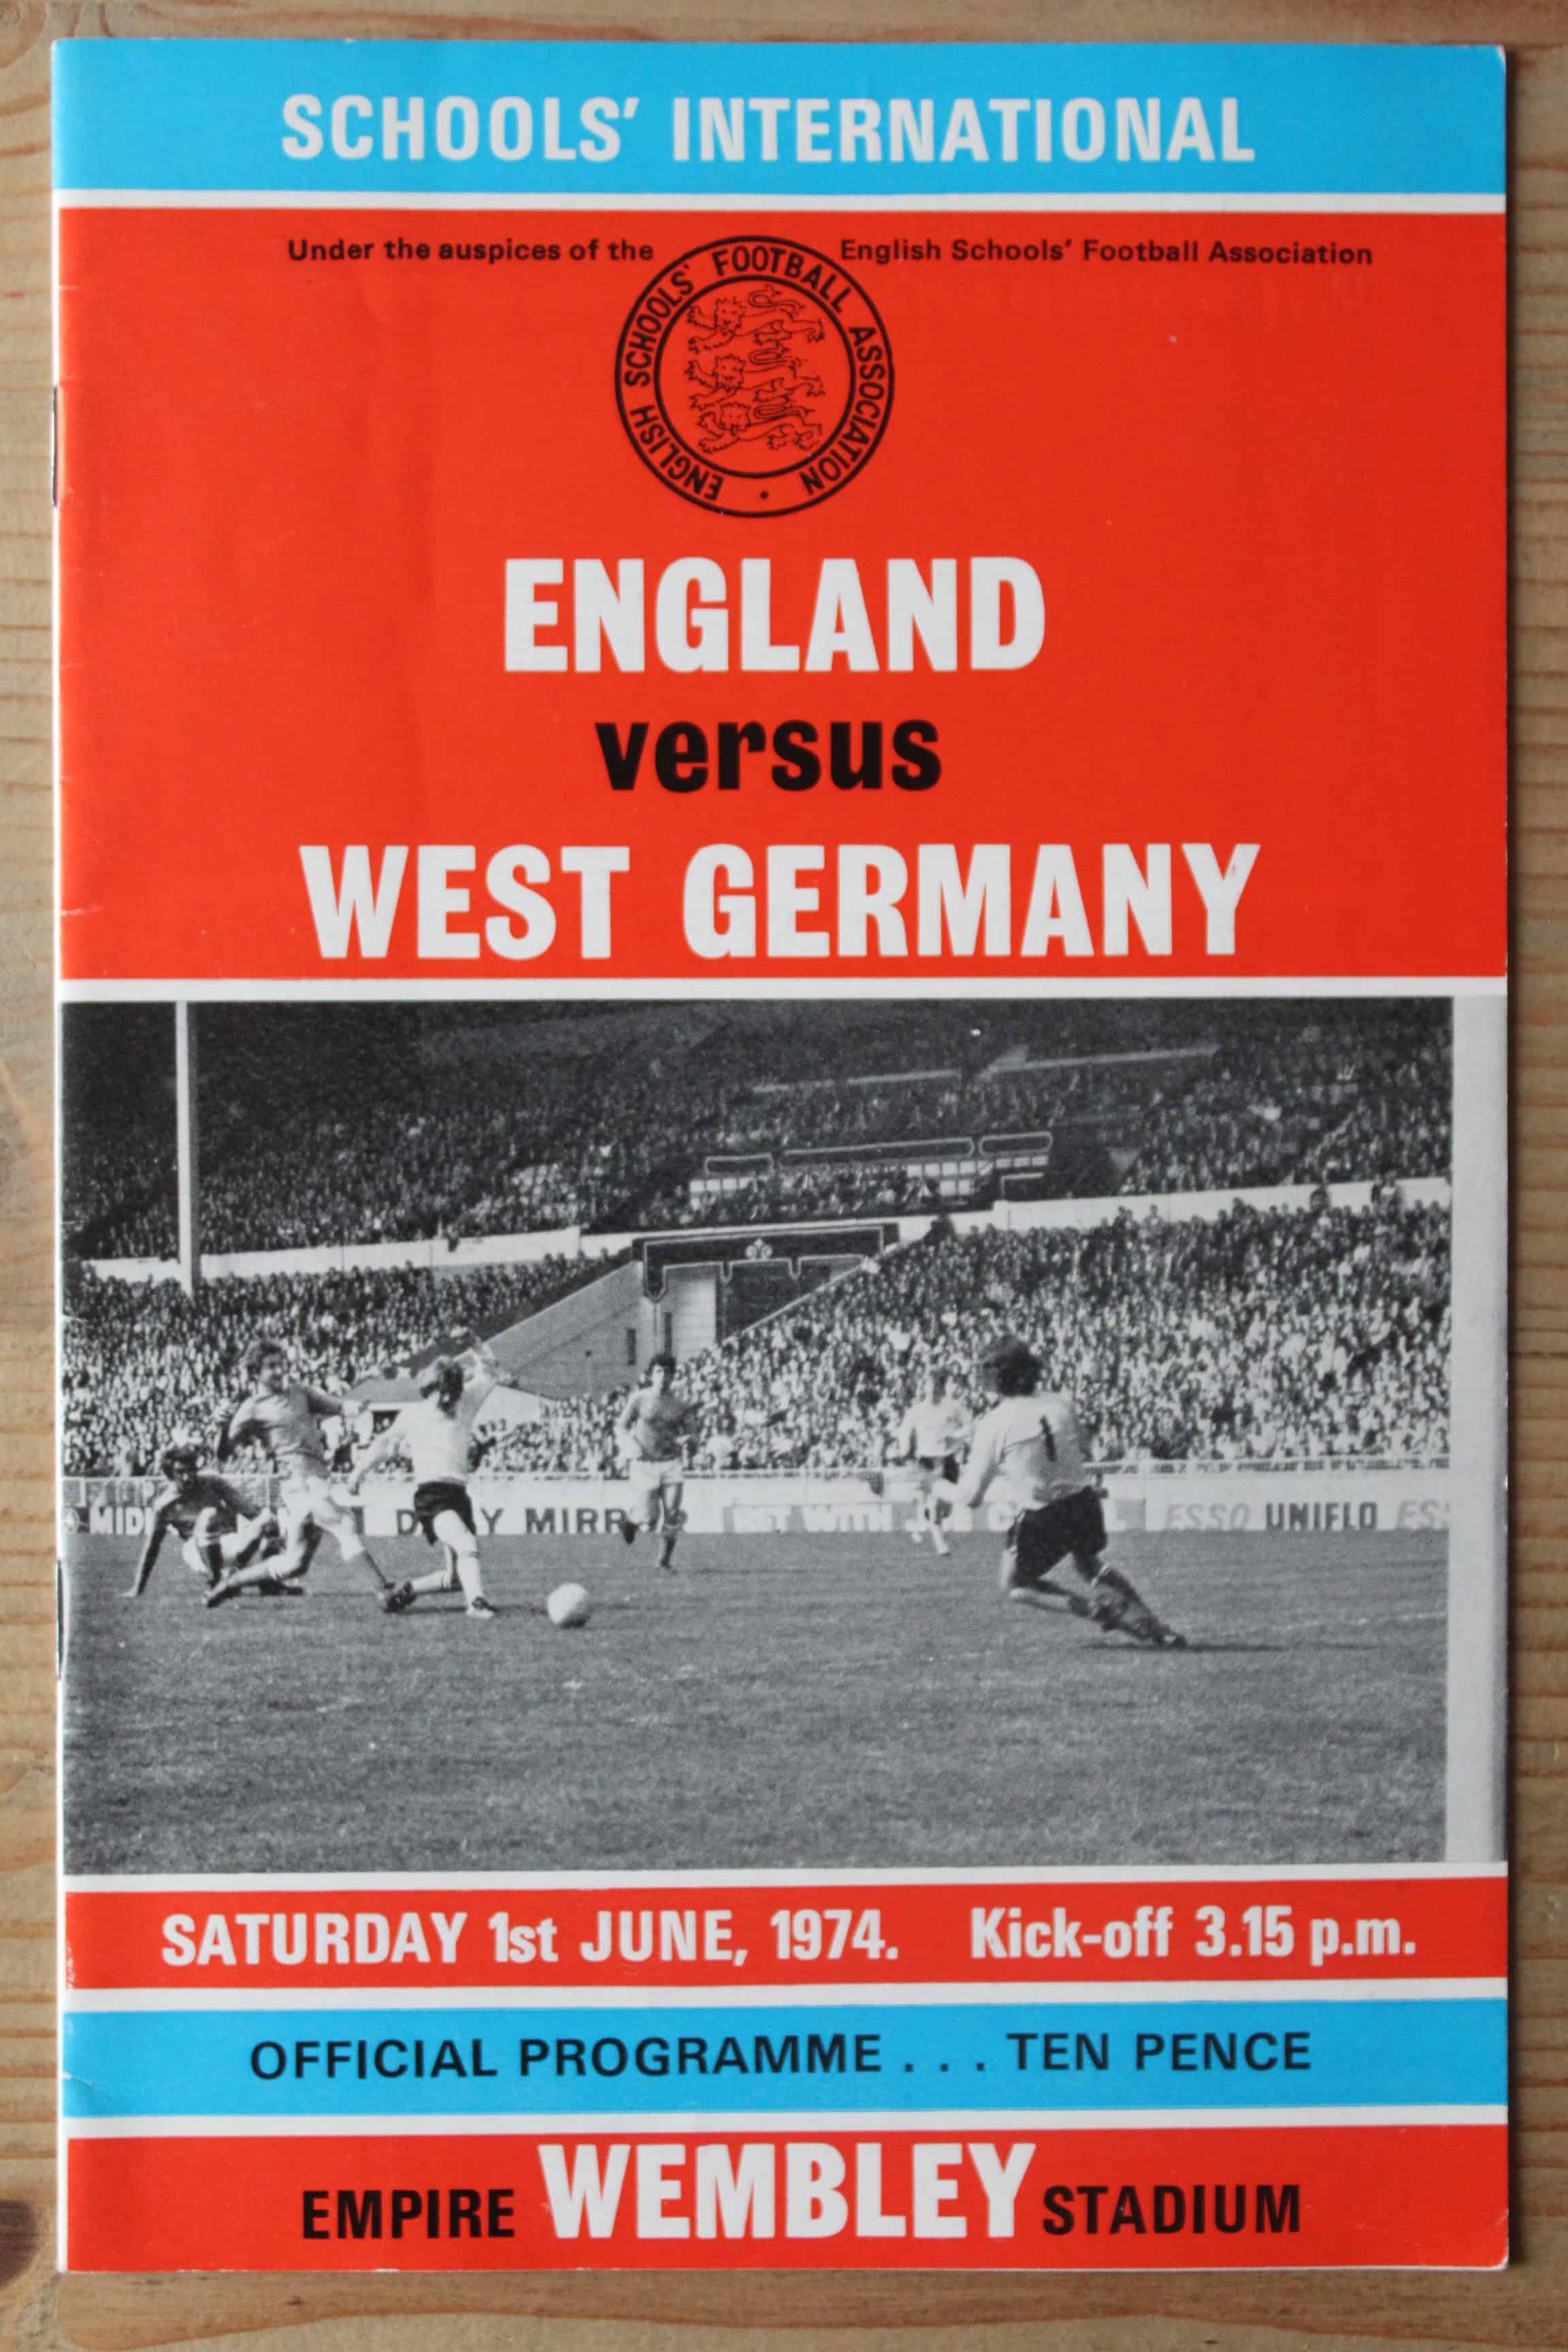 SCHOOLS' INTERNATIONAL
Under the auspices of the English Schools' Football Association
ENGLISH SCHOOLS' FOOTBALL ASSOCIATION
ENGLAND
versus
WEST GERMANY
1
ESSO UNIFLO
SATURDAY 1st JUNE, 1974. Kick-off 3.15 p.m.
OFFICIAL PROGRAMME . . . TEN PENCE
EMPIRE WEMBLEY STADIUM